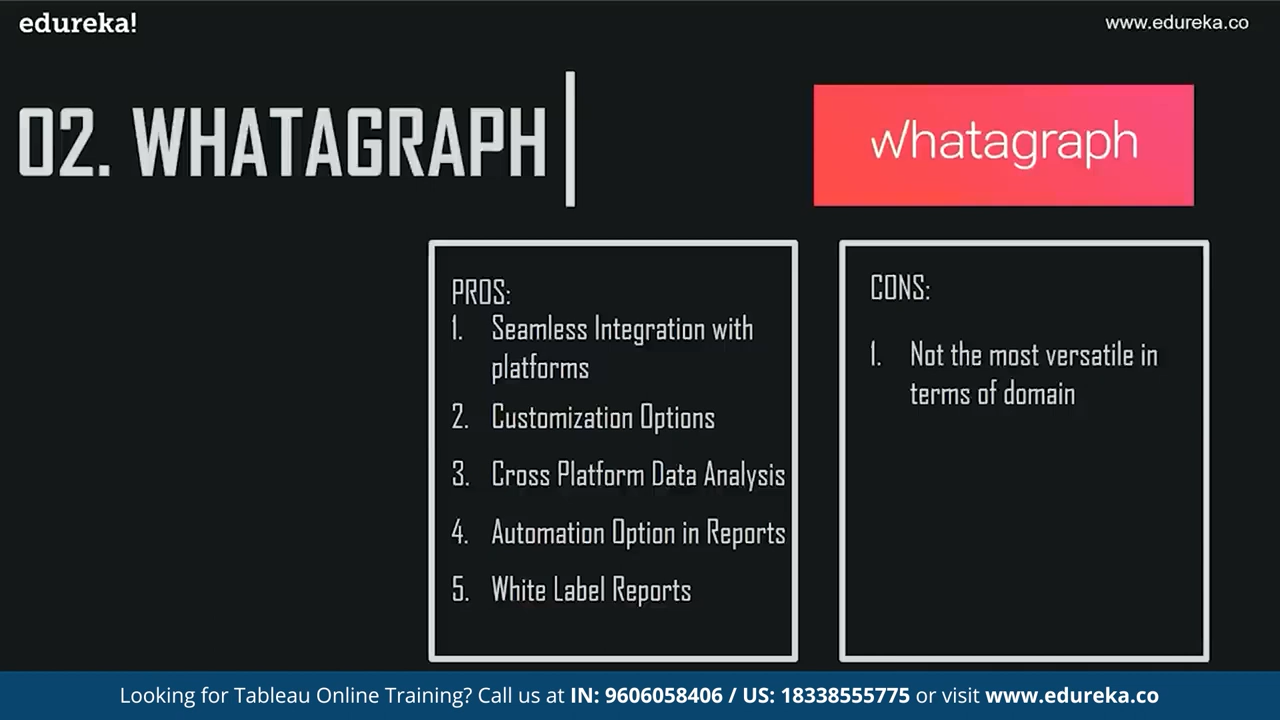 edureka!
www.edureka.co
02. WHATAGRAPH
whatagraph
PROS:
1. Seamless Integration with
platforms
2. Customization Options
3. Cross Platform Data Analysis
4. Automation Option in Reports
5. White Label Reports
CONS:
1. Not the most versatile in
terms of domain
Looking for Tableau Online Training? Call us at IN: 9606058406 / US: 18338555775 or visit www.edureka.co